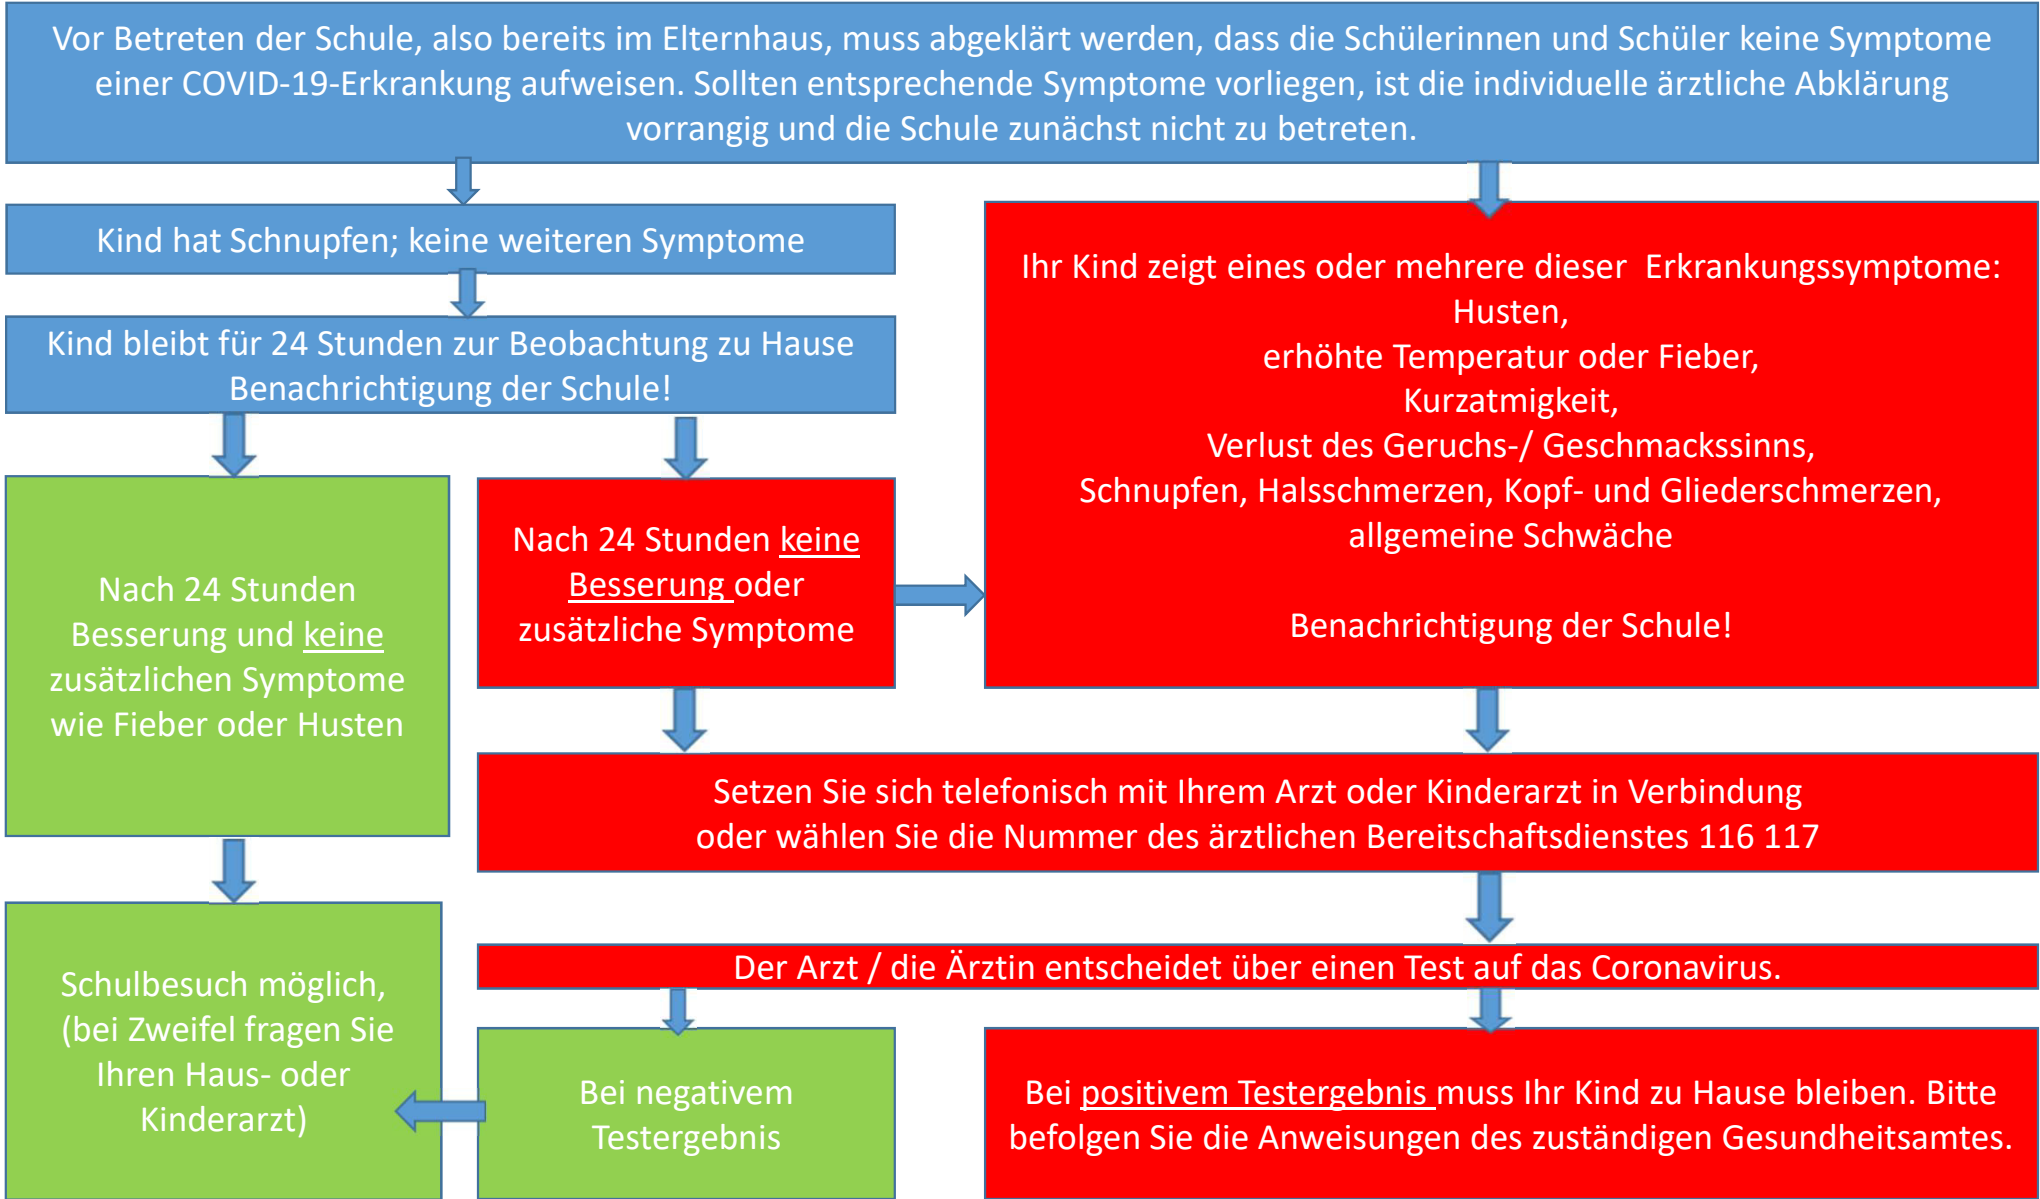 Vor Betreten der Schule, also bereits im Elternhaus, muss abgeklärt werden, dass die Schülerinnen und Schüler keine Symptome
einer COVID-19-Erkrankung aufweisen. Sollten entsprechende Symptome vorliegen, ist die individuelle ärztliche Abklärung
vorrangig und die Schule zunächst nicht zu betreten.
Kind hat Schnupfen; keine weiteren Symptome
Kind bleibt für 24 Stunden zur Beobachtung zu Hause
Benachrichtigung der Schule!
Nach 24 Stunden
Besserung und keine
zusätzlichen Symptome
wie Fieber oder Husten
Nach 24 Stunden keine
Besserung oder
zusätzliche Symptome
Ihr Kind zeigt eines oder mehrere dieser Erkrankungssymptome:
Husten,
erhöhte Temperatur oder Fieber,
Kurzatmigkeit,
Verlust des Geruchs-/ Geschmackssinns,
Schnupfen, Halsschmerzen, Kopf- und Gliederschmerzen,
allgemeine Schwäche
Benachrichtigung der Schule!
Setzen Sie sich telefonisch mit Ihrem Arzt oder Kinderarzt in Verbindung
oder wählen Sie die Nummer des ärztlichen Bereitschaftsdienstes 116 117
Der Arzt / die Ärztin entscheidet über einen Test auf das Coronavirus.
Schulbesuch möglich,
(bei Zweifel fragen Sie
Ihren Haus- oder
Kinderarzt)
Bei negativem
Testergebnis
Bei positivem Testergebnis muss Ihr Kind zu Hause bleiben. Bitte
befolgen Sie die Anweisungen des zuständigen Gesundheitsamtes.